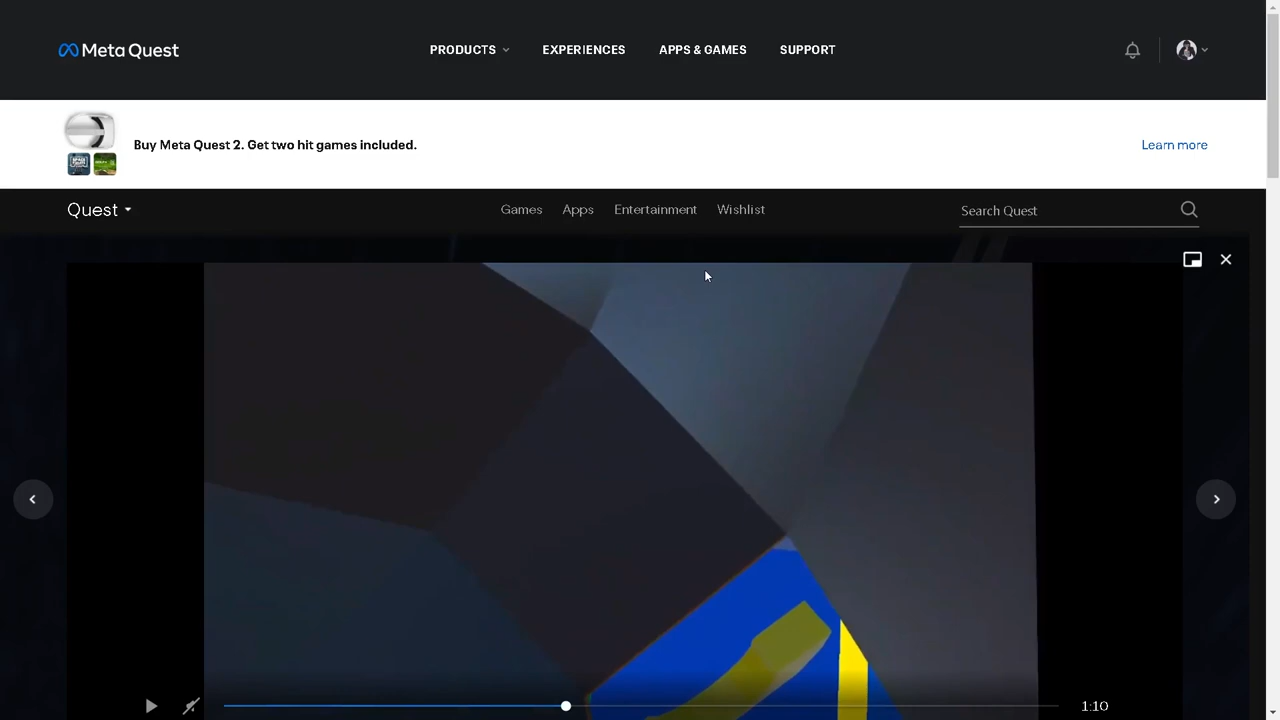 Meta Quest
PRODUCTS EXPERIENCES APPS & GAMES SUPPORT
Buy Meta Quest 2. Get two hit games included.
Learn more
Quest
Games Apps Entertainment Wishlist
Search Quest
1:10